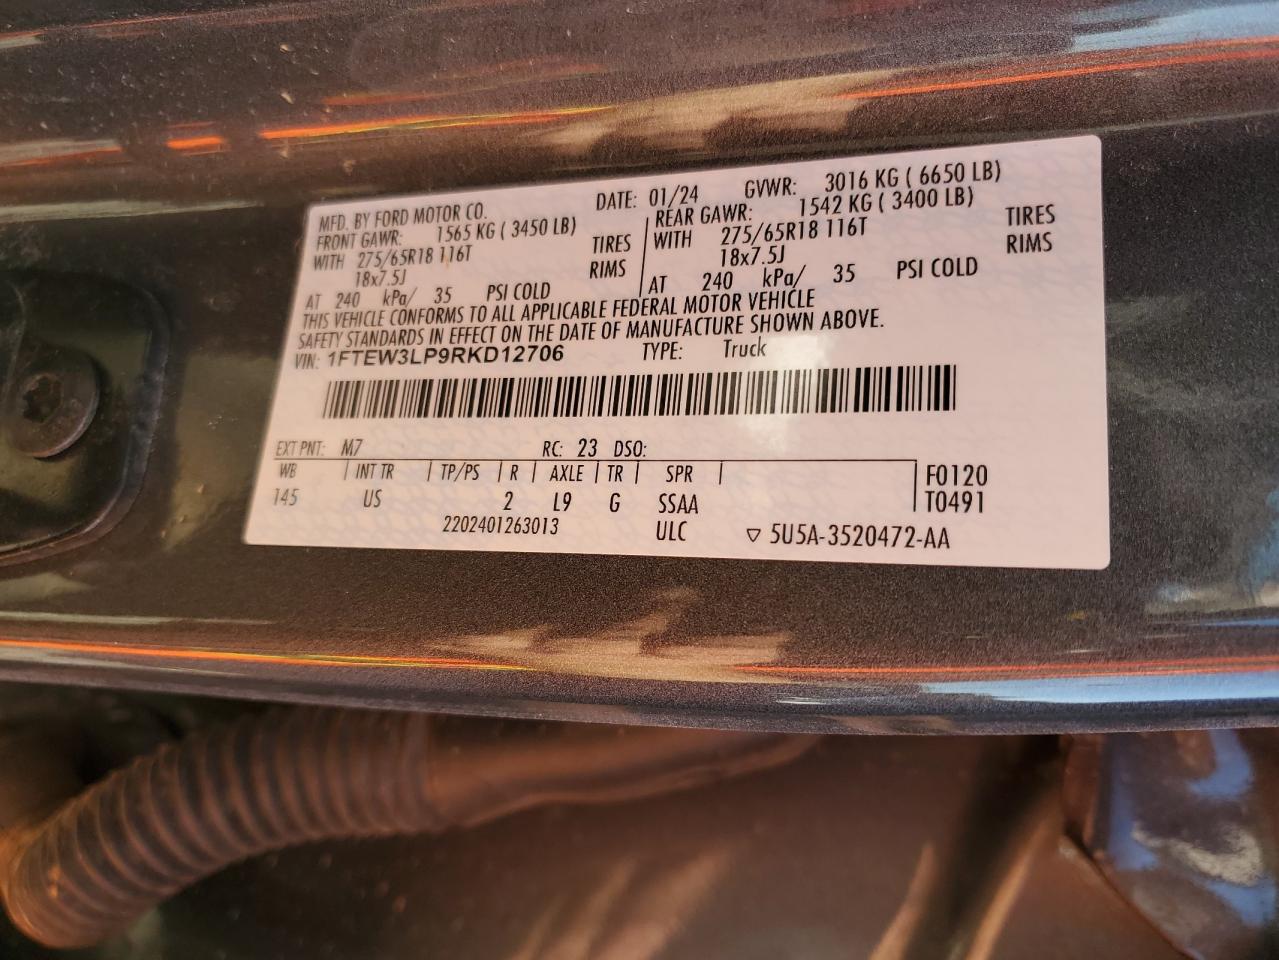 MFD. BY FORD MOTOR CO. DATE: 01/24 GVWR: 3016 KG ( 6650 LB)
FRONT GAWR: 1565 KG ( 3450 LB) REAR GAWR: 1542 KG ( 3400 LB)
WITH 275/65R18 116T TIRES WITH 275/65R18 116T TIRES
18x7.5J RIMS 18x7.5J RIMS
AT 240 kPa/ 35 PSI COLD AT 240 kPa/ 35 PSI COLD
THIS VEHICLE CONFORMS TO ALL APPLICABLE FEDERAL MOTOR VEHICLE
SAFETY STANDARDS IN EFFECT ON THE DATE OF MANUFACTURE SHOWN ABOVE.
VIN: 1FTEW3LP9RKD12706 TYPE: Truck
EXT PNT: M7 RC: 23 DSO:
WB INT TR TP/PS R AXLE TR SPR F0120
145 US 2 L9 G SSAA T0491
2202401263013 ULC ▽ 5U5A-3520472-AA